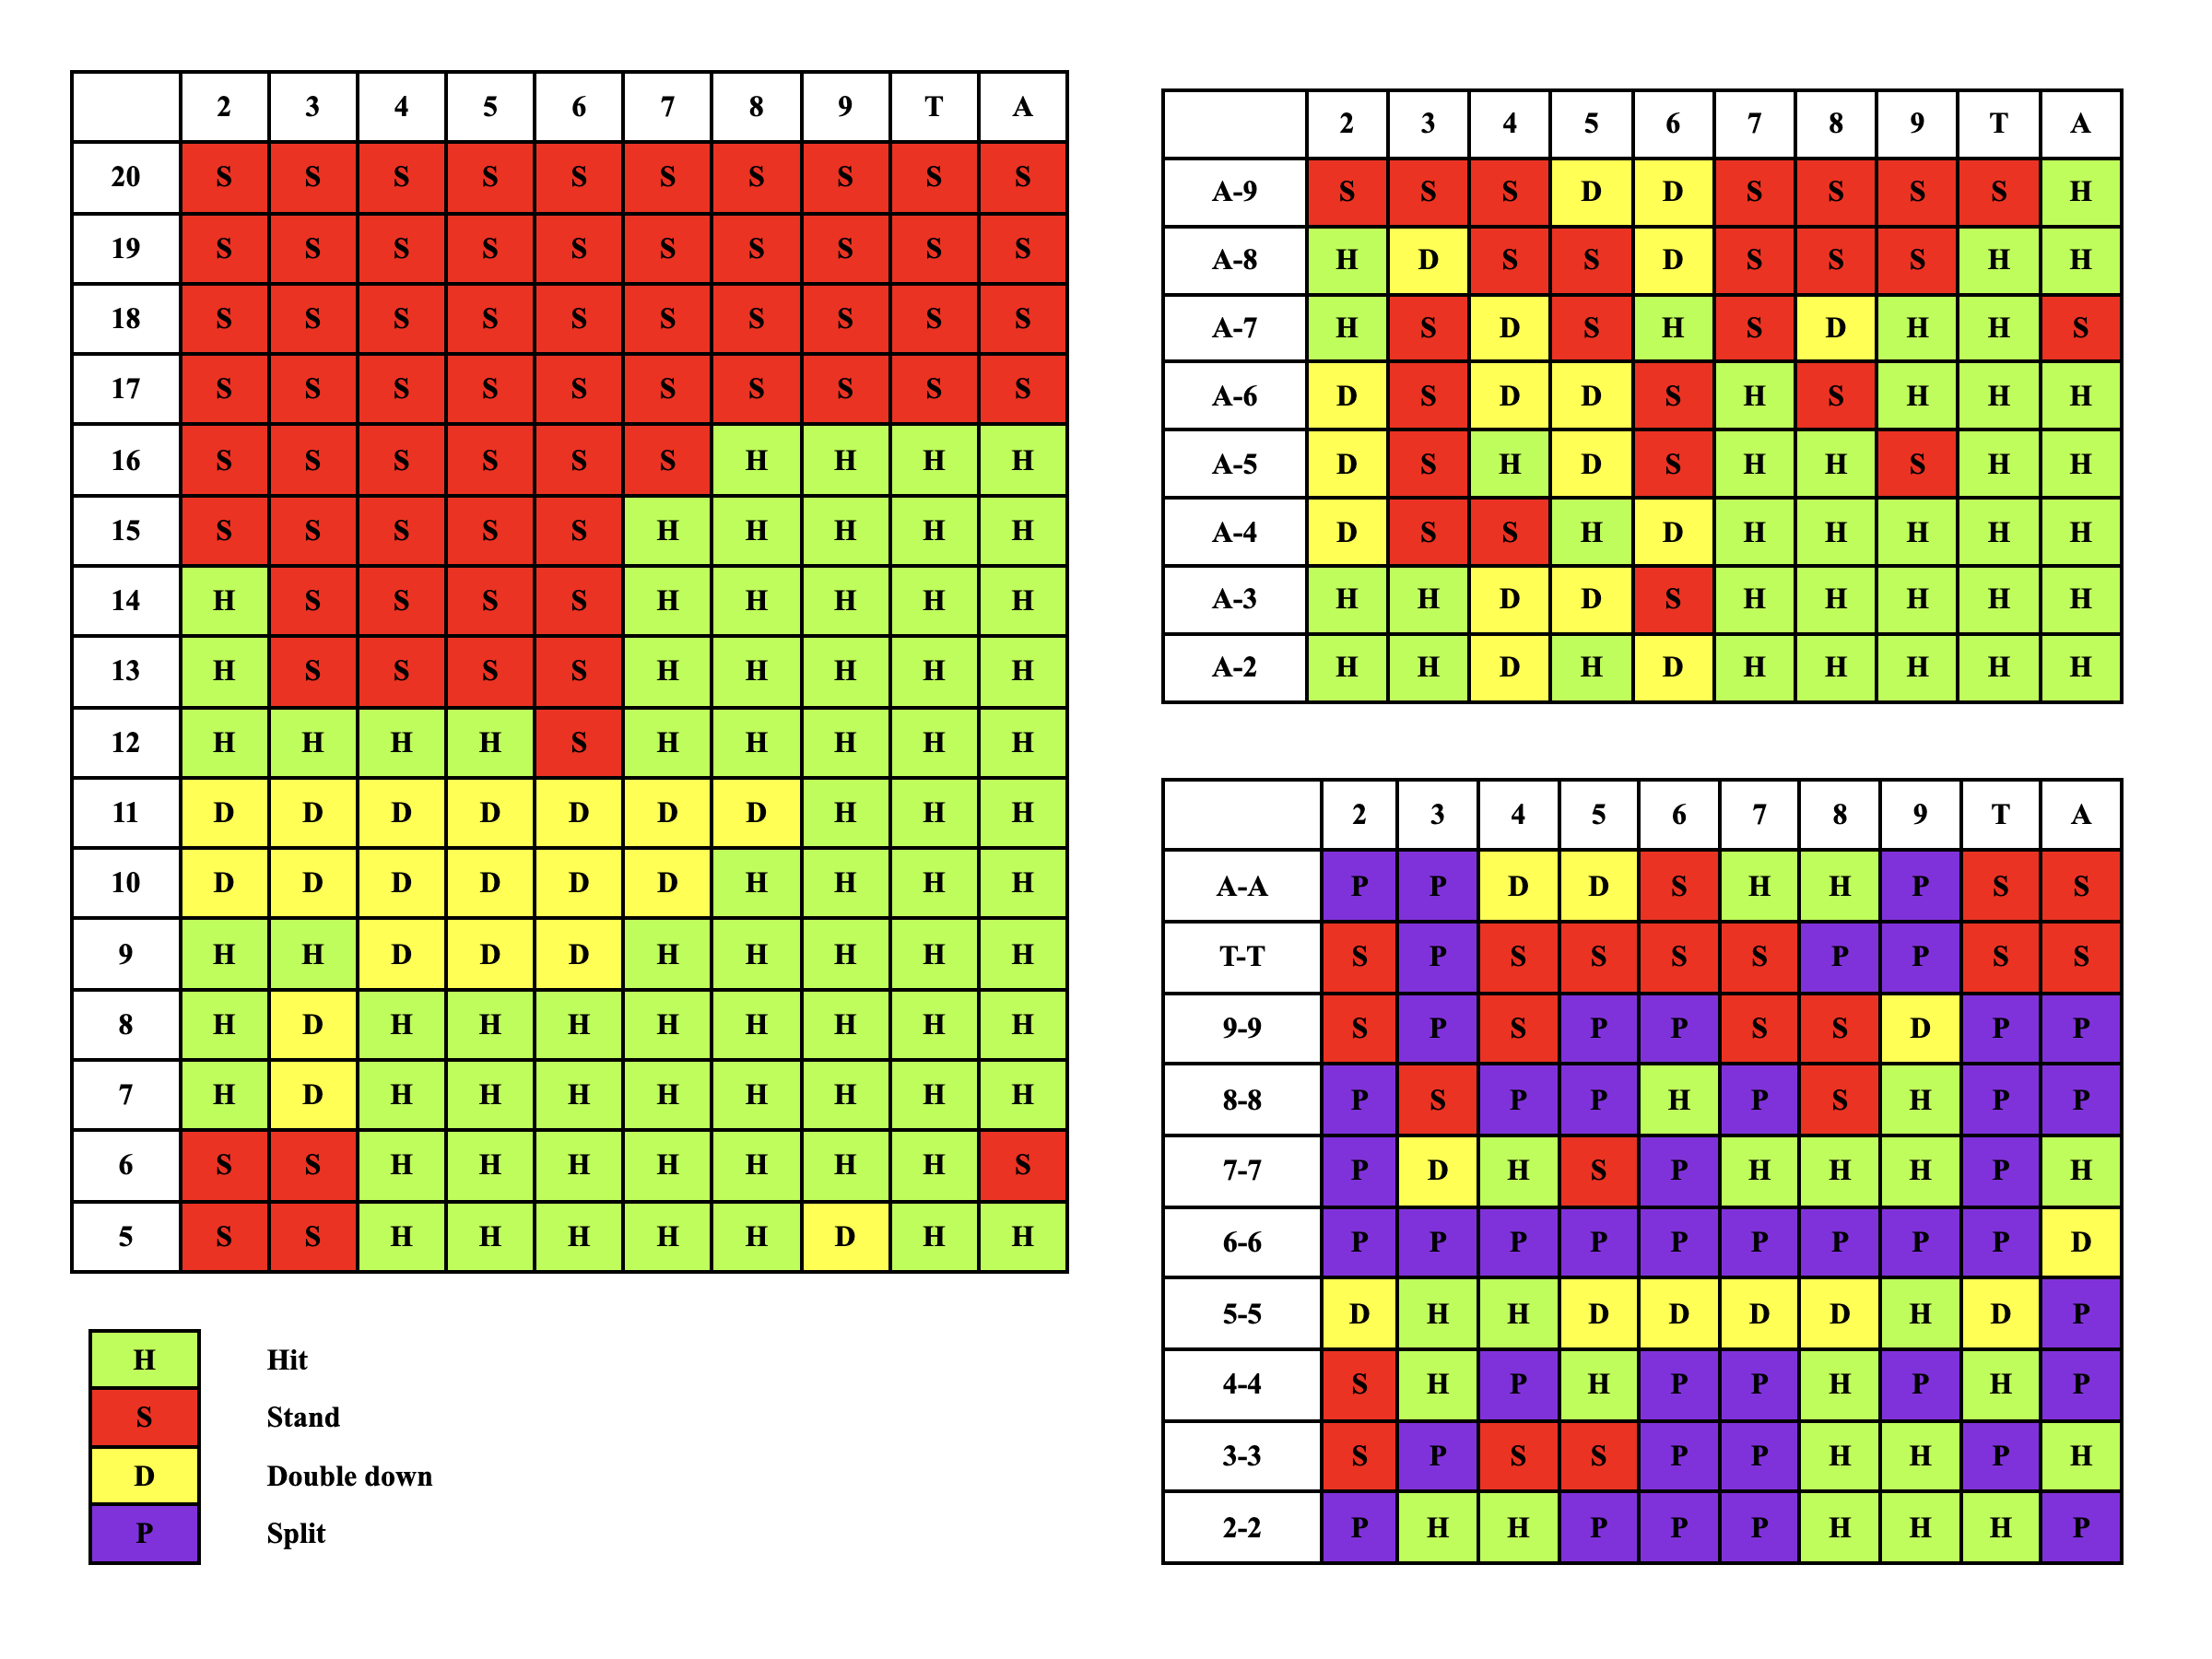 2 3 4 5 6 7 8 9 T A
20 S S S S S S S S S S
19 S S S S S S S S S S
18 S S S S S S S S S S
17 S S S S S S S S S S
16 S S S S S S H H H H
15 S S S S S H H H H H
14 H S S S S H H H H H
13 H S S S S H H H H H
12 H H H H S H H H H H
11 D D D D D D D H H H
10 D D D D D D H H H H
9 H H D D D H H H H H
8 H D H H H H H H H H
7 H D H H H H H H H H
6 S S H H H H H H H S
5 S S H H H H H D H H
H Hit
S Stand
D Double down
P Split
2 3 4 5 6 7 8 9 T A
A-9 S S S D D S S S S H
A-8 H D S S D S S S H H
A-7 H S D S H S D H H S
A-6 D S D D S H S H H H
A-5 D S H D S H H S H H
A-4 D S S H D H H H H H
A-3 H H D D S H H H H H
A-2 H H D H D H H H H H
2 3 4 5 6 7 8 9 T A
A-A P P D D S H H P S S
T-T S P S S S S P P S S
9-9 S P S P P S S D P P
8-8 P S P P H P S H P P
7-7 P D H S P H H H P H
6-6 P P P P P P P P P D
5-5 D H H D D D D H D P
4-4 S H P H P P H P H P
3-3 S P S S P P H H P H
2-2 P H H P P P H H H P